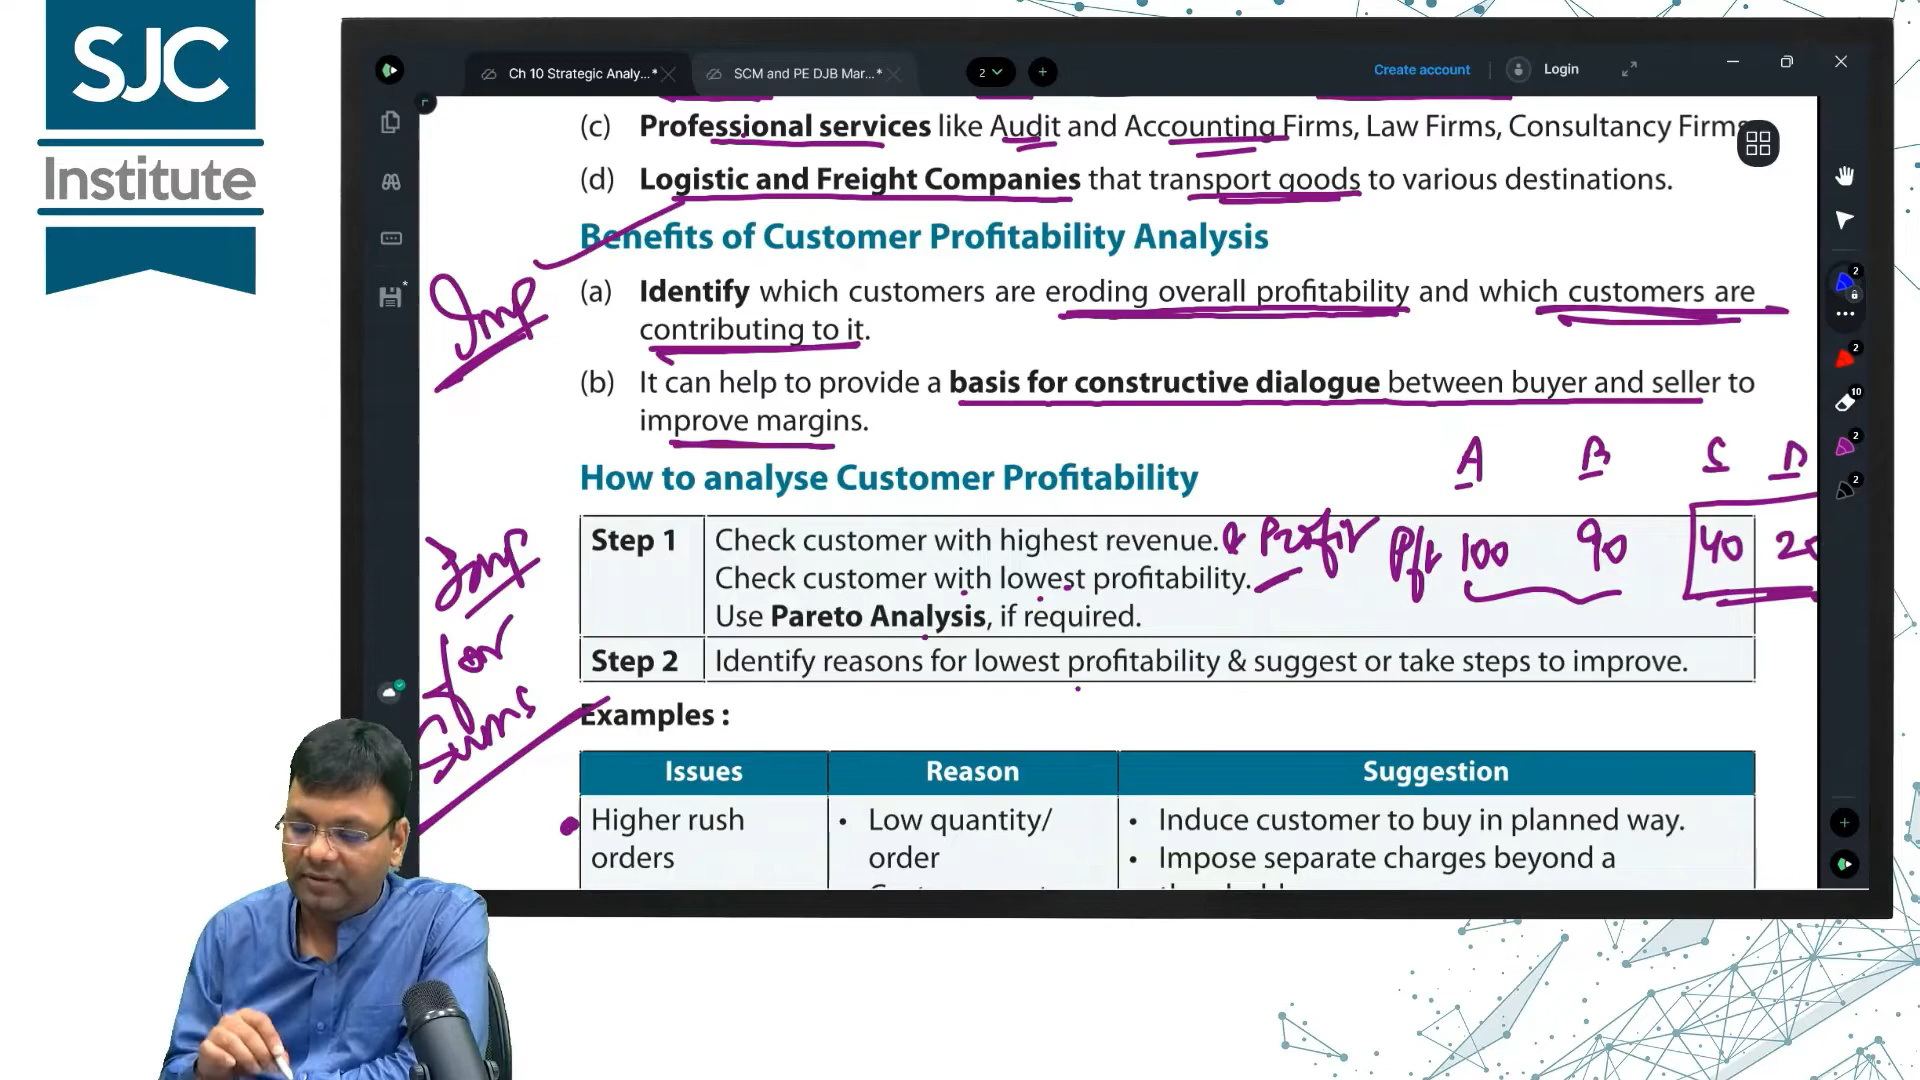 SJC
Institute
Ch 10 Strategic Analy...*
SCM and PE DJB Mar...*
2
Create account
Login
(c) Professional services like Audit and Accounting Firms, Law Firms, Consultancy Firms
(d) Logistic and Freight Companies that transport goods to various destinations.
Benefits of Customer Profitability Analysis
Imp
(a) Identify which customers are eroding overall profitability and which customers are
contributing to it.
(b) It can help to provide a basis for constructive dialogue between buyer and seller to
improve margins.
A B C D
How to analyse Customer Profitability
Imp
for
Sums
Step 1 Check customer with highest revenue. & Profit
P/t 100 90 40 20
Check customer with lowest profitability.
Use Pareto Analysis, if required.
Step 2 Identify reasons for lowest profitability & suggest or take steps to improve.
Examples :
Issues Reason Suggestion
Higher rush • Low quantity/ • Induce customer to buy in planned way.
orders order • Impose separate charges beyond a
2
2
10
2
2